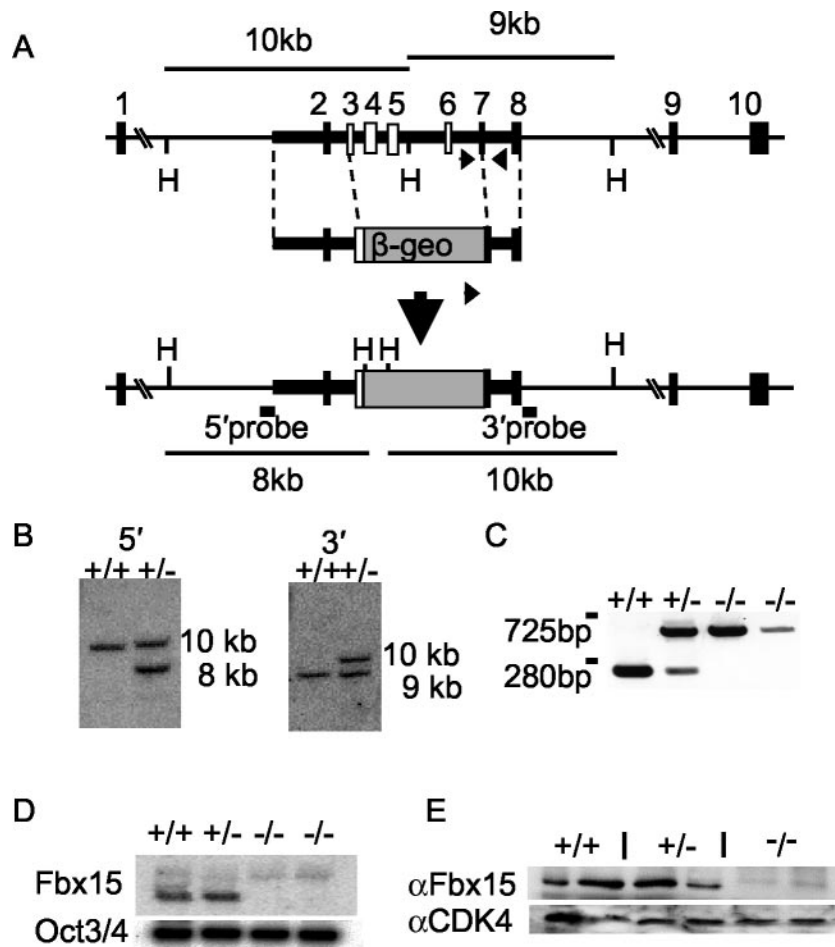 A
10kb
9kb
1 2 3 4 5 6 7 8 9 10
H H H
β-geo
H H H H
5′probe 3′probe
8kb 10kb
B
5′ 3′
+/+ +/- +/+ +/-
10 kb
8 kb
10 kb
9 kb
C
+/+ +/- -/- -/-
725bp
280bp
D
+/+ +/- -/- -/-
Fbx15
Oct3/4
E
+/+ | +/- | -/-
αFbx15
αCDK4